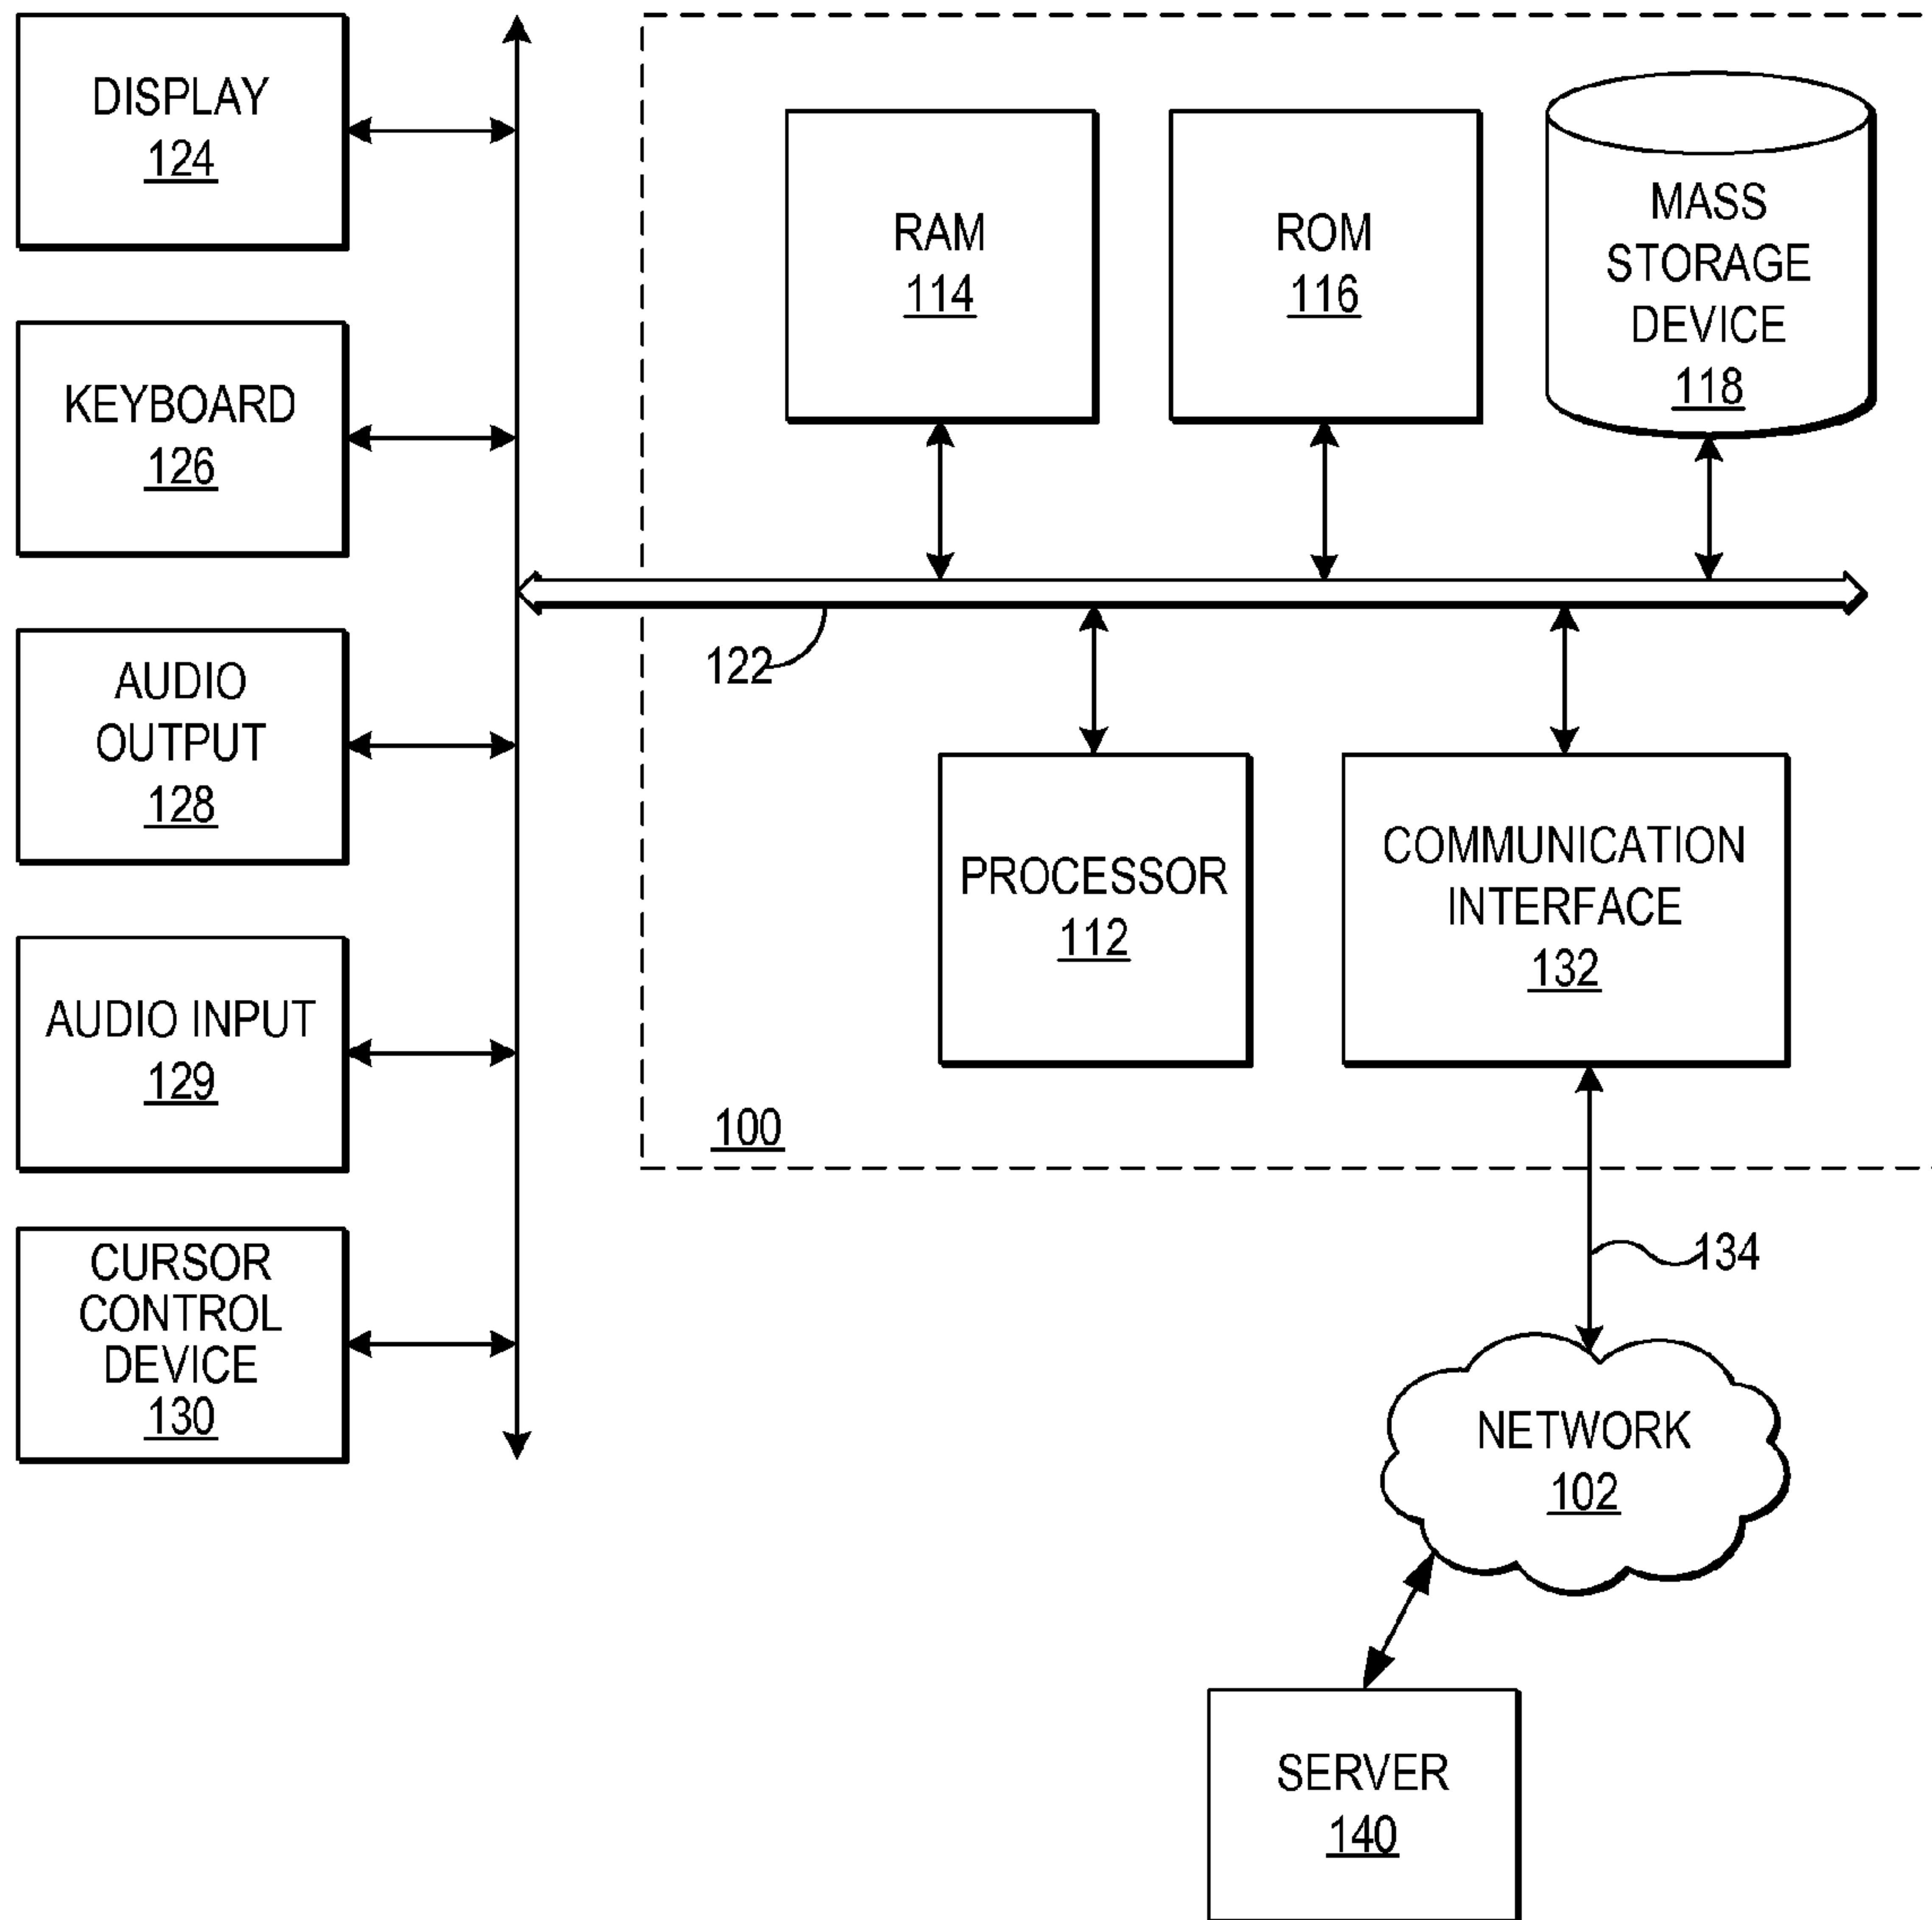 DISPLAY
124
KEYBOARD
126
AUDIO
OUTPUT
128
AUDIO INPUT
129
CURSOR
CONTROL
DEVICE
130
RAM
114
ROM
116
MASS
STORAGE
DEVICE
118
122
PROCESSOR
112
COMMUNICATION
INTERFACE
132
100
134
NETWORK
102
SERVER
140